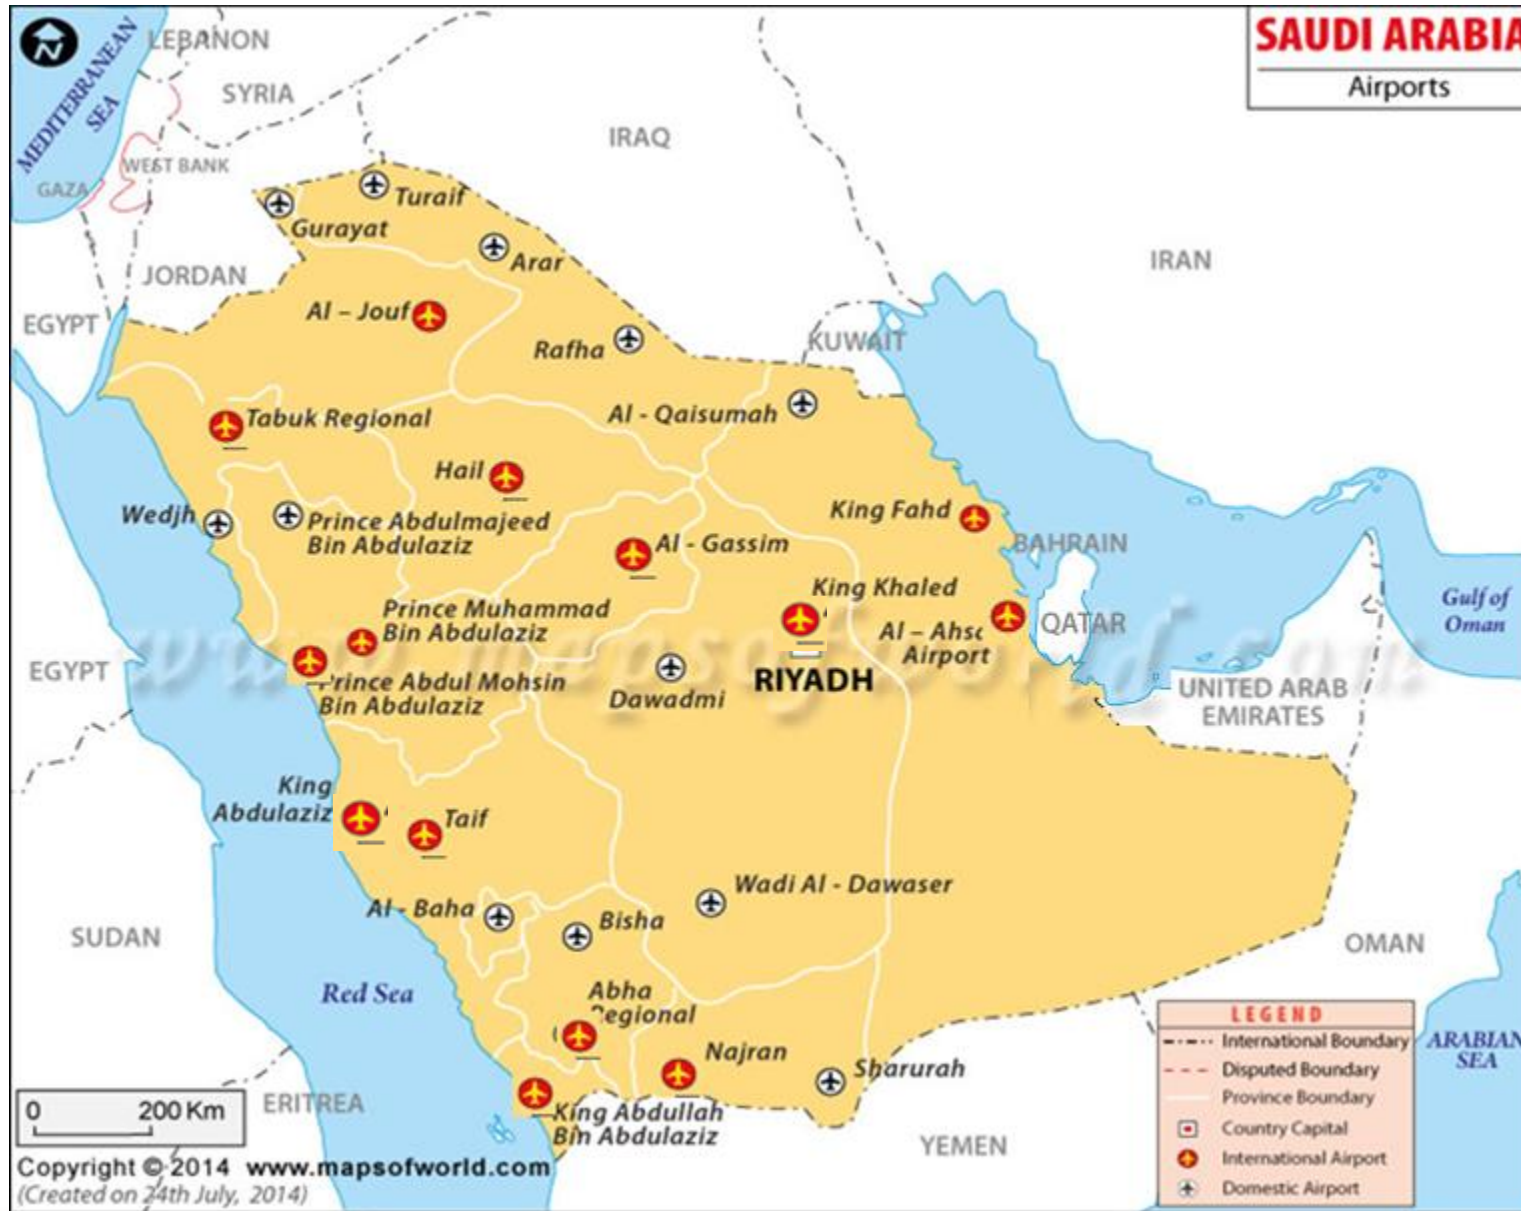 SAUDI ARABIA
Airports
N
MEDITERRANEAN
SEA
LEBANON
SYRIA
IRAQ
WEST BANK
GAZA
IRAN
JORDAN
EGYPT
KUWAIT
Turaif
Gurayat
Arar
Al – Jouf
Rafha
Al - Qaisumah
Tabuk Regional
Hail
Wedjh
Prince Abdulmajeed
Bin Abdulaziz
King Fahd
BAHRAIN
Al - Gassim
King Khaled
Gulf of
Oman
Prince Muhammad
Bin Abdulaziz
Al – Ahsa
Airport
QATAR
www.mapsofworld.com
EGYPT
Prince Abdul Mohsin
Bin Abdulaziz
Dawadmi
RIYADH
UNITED ARAB
EMIRATES
King
Abdulaziz
Taif
Wadi Al - Dawaser
Al - Baha
Bisha
SUDAN
OMAN
Red Sea
Abha
Regional
Najran
Sharurah
King Abdullah
Bin Abdulaziz
ERITREA
YEMEN
ARABIAN
SEA
LEGEND
International Boundary
Disputed Boundary
Province Boundary
Country Capital
International Airport
Domestic Airport
0 200 Km
Copyright © 2014 www.mapsofworld.com
(Created on 24th July, 2014)